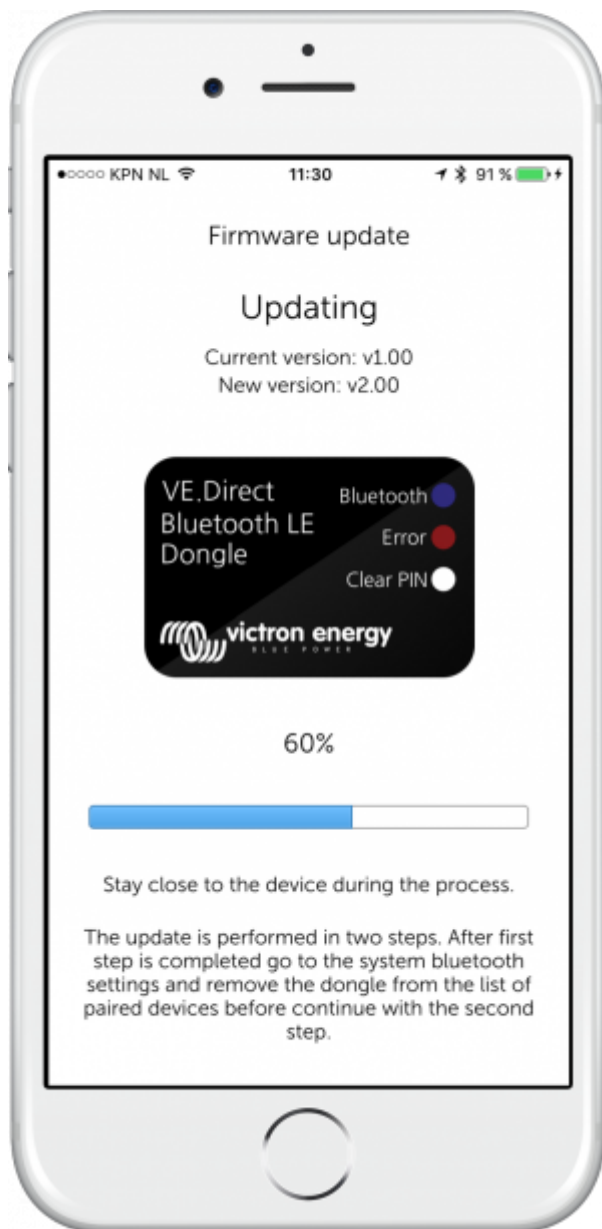 KPN NL 11:30 91 %
Firmware update
Updating
Current version: v1.00
New version: v2.00
VE.Direct
Bluetooth LE
Dongle
Bluetooth
Error
Clear PIN
victron energy
BLUE POWER
60%
Stay close to the device during the process.
The update is performed in two steps. After first
step is completed go to the system bluetooth
settings and remove the dongle from the list of
paired devices before continue with the second
step.